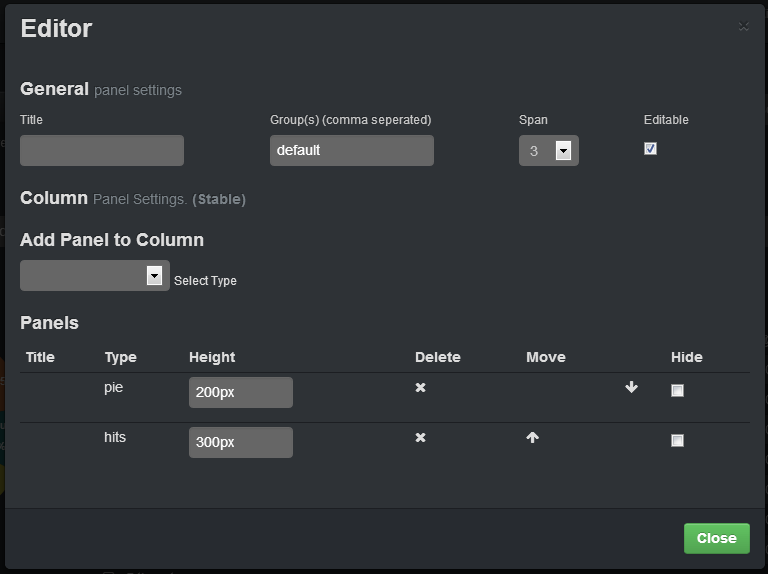 Editor
General panel settings
Title Group(s) (comma seperated) Span Editable
default 3
Column Panel Settings. (Stable)
Add Panel to Column
Select Type
Panels
Title Type Height Delete Move Hide
pie 200px
hits 300px
Close